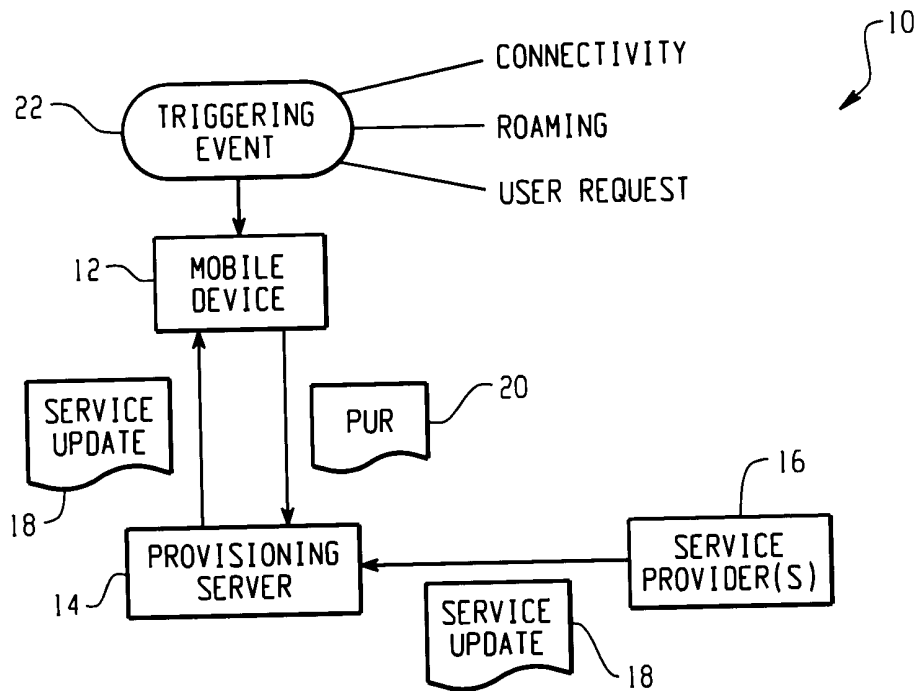 10
CONNECTIVITY
22
TRIGGERING
EVENT
ROAMING
USER REQUEST
12
MOBILE
DEVICE
SERVICE
UPDATE
18
PUR
20
16
PROVISIONING
SERVER
14
SERVICE
PROVIDER(S)
SERVICE
UPDATE
18